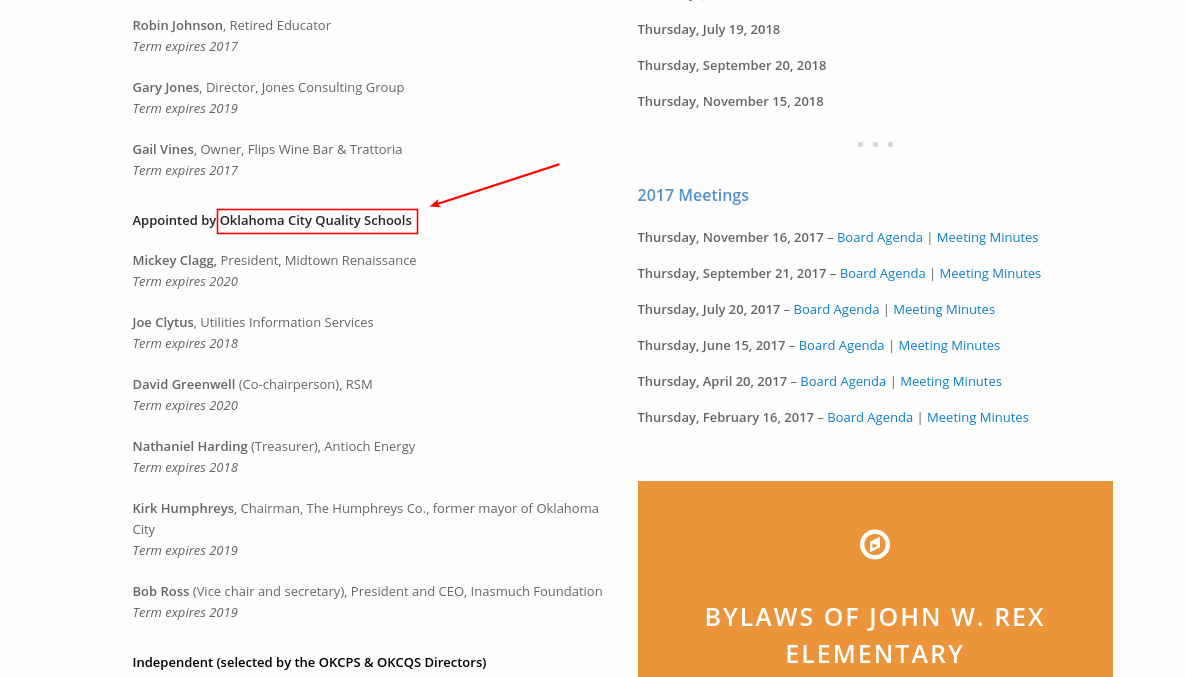 Robin Johnson, Retired Educator
Term expires 2017
Gary Jones, Director, Jones Consulting Group
Term expires 2019
Gail Vines, Owner, Flips Wine Bar & Trattoria
Term expires 2017
Appointed by Oklahoma City Quality Schools
Mickey Clagg, President, Midtown Renaissance
Term expires 2020
Joe Clytus, Utilities Information Services
Term expires 2018
David Greenwell (Co-chairperson), RSM
Term expires 2020
Nathaniel Harding (Treasurer), Antioch Energy
Term expires 2018
Kirk Humphreys, Chairman, The Humphreys Co., former mayor of Oklahoma
City
Term expires 2019
Bob Ross (Vice chair and secretary), President and CEO, Inasmuch Foundation
Term expires 2019
Independent (selected by the OKCPS & OKCQS Directors)
Thursday, July 19, 2018
Thursday, September 20, 2018
Thursday, November 15, 2018
2017 Meetings
Thursday, November 16, 2017 – Board Agenda | Meeting Minutes
Thursday, September 21, 2017 – Board Agenda | Meeting Minutes
Thursday, July 20, 2017 – Board Agenda | Meeting Minutes
Thursday, June 15, 2017 – Board Agenda | Meeting Minutes
Thursday, April 20, 2017 – Board Agenda | Meeting Minutes
Thursday, February 16, 2017 – Board Agenda | Meeting Minutes
BYLAWS OF JOHN W. REX
ELEMENTARY